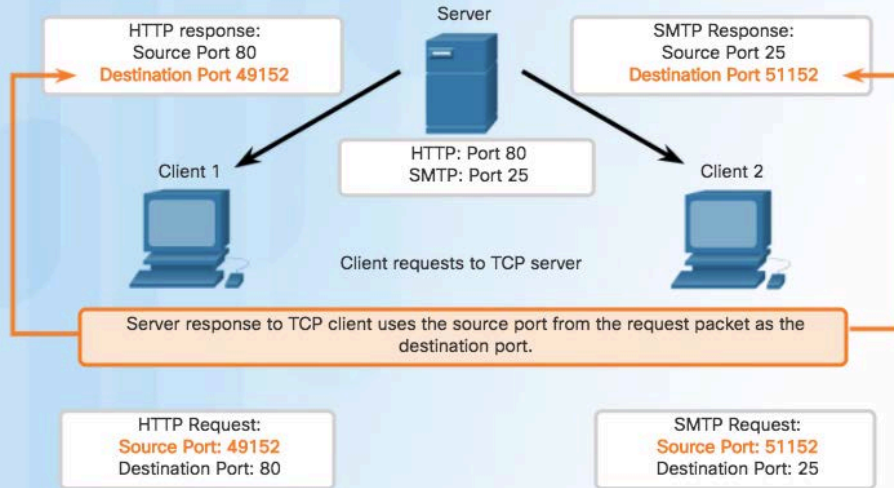 Server
HTTP response:
Source Port 80
Destination Port 49152
SMTP Response:
Source Port 25
Destination Port 51152
HTTP: Port 80
SMTP: Port 25
Client 1
Client 2
Client requests to TCP server
Server response to TCP client uses the source port from the request packet as the
destination port.
HTTP Request:
Source Port: 49152
Destination Port: 80
SMTP Request:
Source Port: 51152
Destination Port: 25